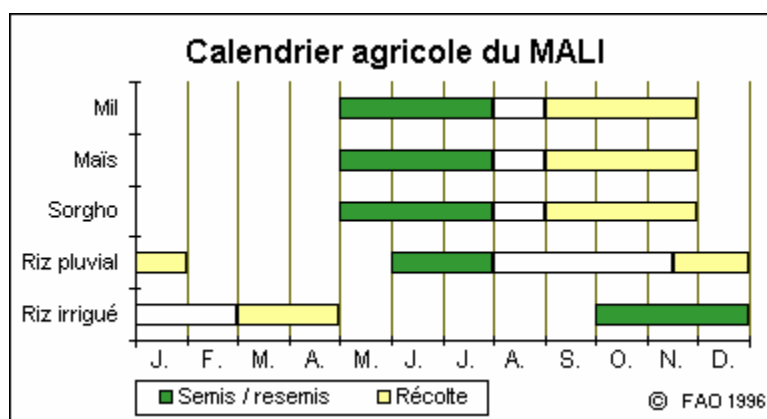 Calendrier agricole du MALI
Mil
Maïs
Sorgho
Riz pluvial
Riz irrigué
J. F. M. A. M. J. J. A. S. O. N. D.
Semis / resemis Récolte
© FAO 1996